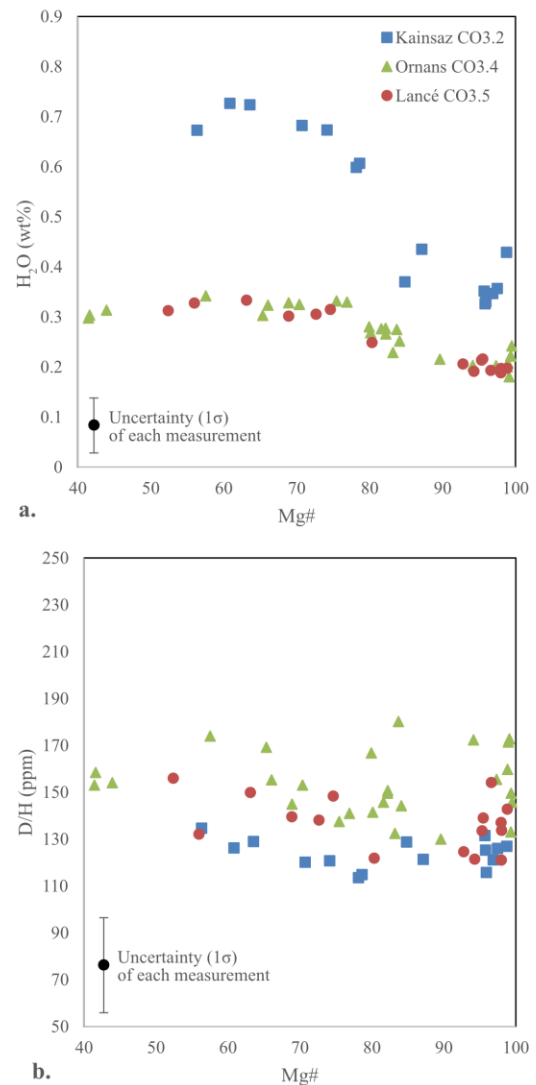 0.9
0.8
0.7
0.6
0.5
0.4
0.3
0.2
0.1
0
H₂O (wt%)
Kainsaz CO3.2
Ornans CO3.4
Lancé CO3.5
Uncertainty (1σ)
of each measurement
40 50 60 70 80 90 100
Mg#
a.
250
230
210
190
170
150
130
110
90
70
50
D/H (ppm)
Uncertainty (1σ)
of each measurement
40 50 60 70 80 90 100
Mg#
b.